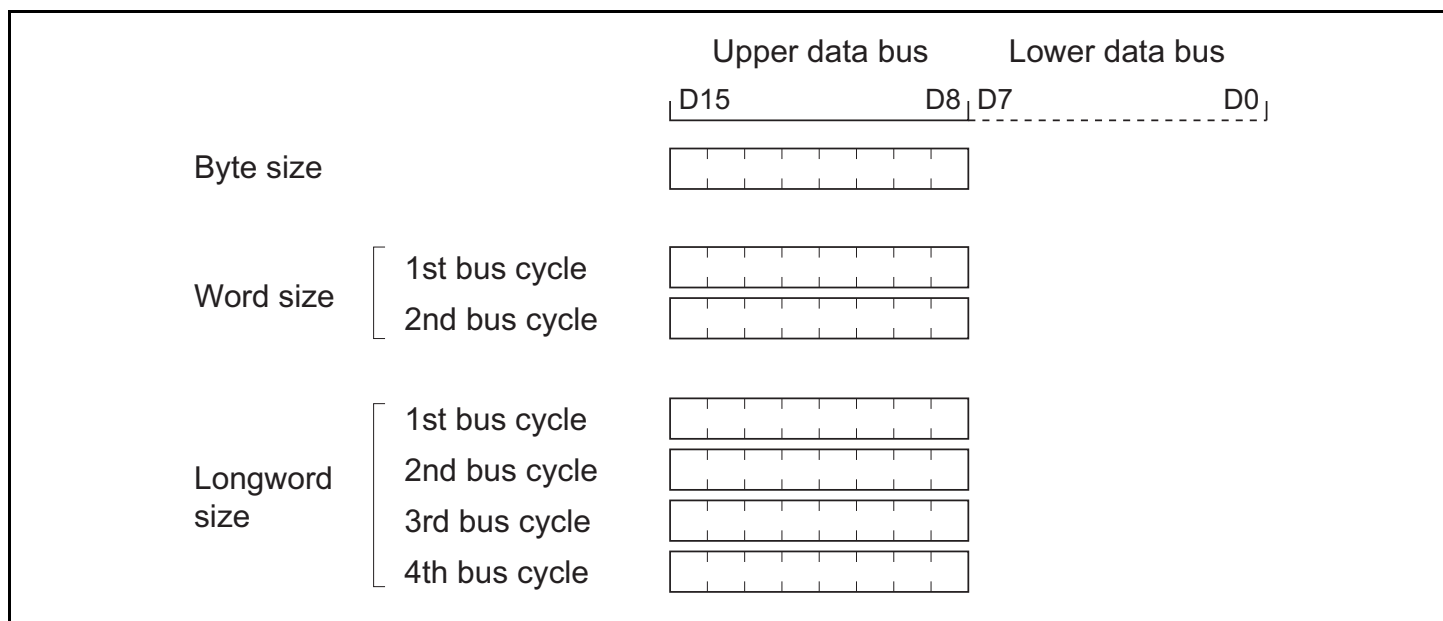 Upper data bus Lower data bus
D15 D8 D7 D0
Byte size
Word size
1st bus cycle
2nd bus cycle
Longword
size
1st bus cycle
2nd bus cycle
3rd bus cycle
4th bus cycle